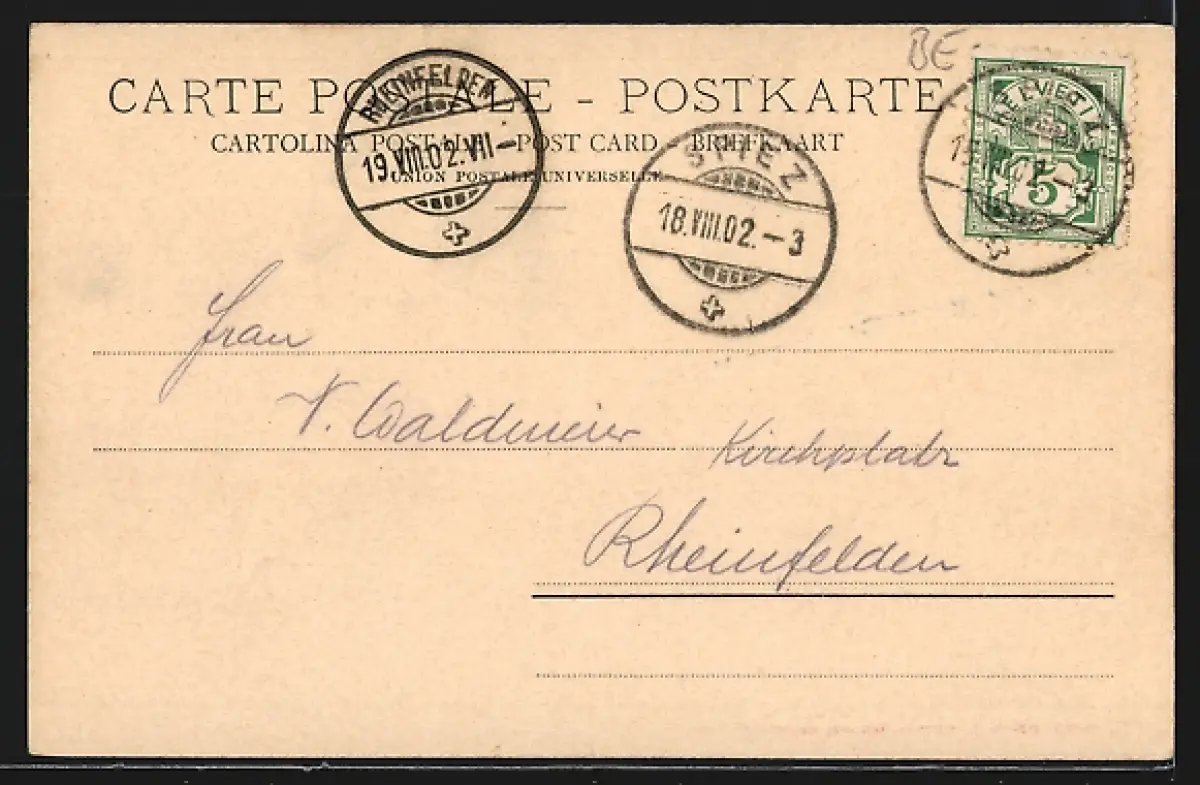 BE
CARTE POSTALE - POSTKARTE
CARTOLINA POSTALE - POST CARD - BRIEFKAART
UNION POSTALE UNIVERSELLE
RHEINFELDEN
19.VIII.02.VII-
SPIEZ
18.VIII.02.-3
HELVETIA
5
Frau
V. Waldmeier Kirchplatz
Rheinfelden